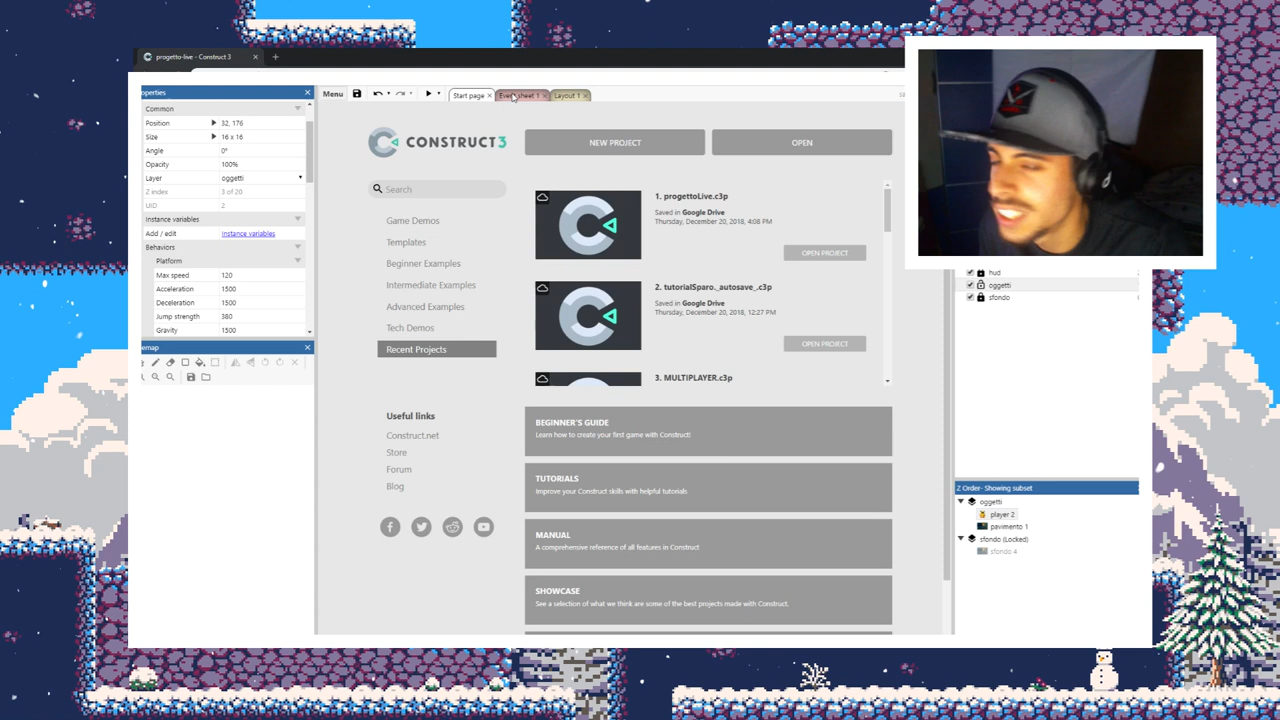 progetto-live - Construct 3
operties
Common
Position 32, 176
Size 16 x 16
Angle 0°
Opacity 100%
Layer oggetti
Z index 3 of 20
UID 2
Instance variables
Add / edit Instance variables
Behaviors
Platform
Max speed 120
Acceleration 1500
Deceleration 1500
Jump strength 380
Gravity 1500
emap
Menu
Start page
Event sheet 1
Layout 1
CONSTRUCT3
NEW PROJECT
OPEN
Search
Game Demos
Templates
Beginner Examples
Intermediate Examples
Advanced Examples
Tech Demos
Recent Projects
1. progettoLive.c3p
Saved in Google Drive
Thursday, December 20, 2018, 4:08 PM
OPEN PROJECT
2. tutorialSparo._autosave_.c3p
Saved in Google Drive
Thursday, December 20, 2018, 12:27 PM
OPEN PROJECT
3. MULTIPLAYER.c3p
Useful links
Construct.net
Store
Forum
Blog
BEGINNER'S GUIDE
Learn how to create your first game with Construct!
TUTORIALS
Improve your Construct skills with helpful tutorials
MANUAL
A comprehensive reference of all features in Construct
SHOWCASE
See a selection of what we think are some of the best projects made with Construct.
hud
oggetti
sfondo
Z Order- Showing subset
oggetti
player 2
pavimento 1
sfondo (Locked)
sfondo 4